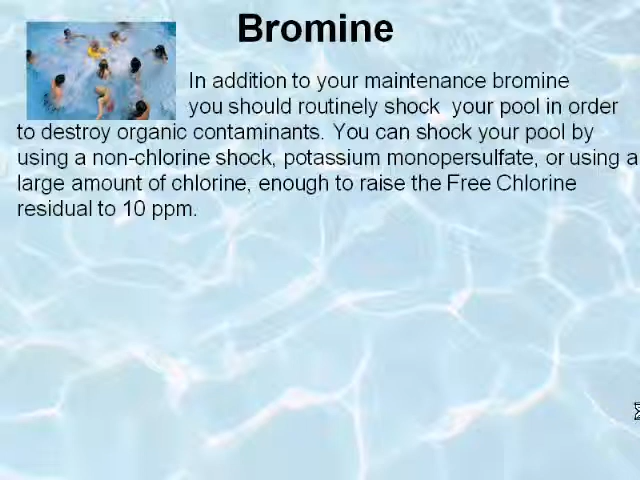 Bromine
In addition to your maintenance bromine
you should routinely shock  your pool in order
to destroy organic contaminants. You can shock your pool by
using a non-chlorine shock, potassium monopersulfate, or using a
large amount of chlorine, enough to raise the Free Chlorine
residual to 10 ppm.